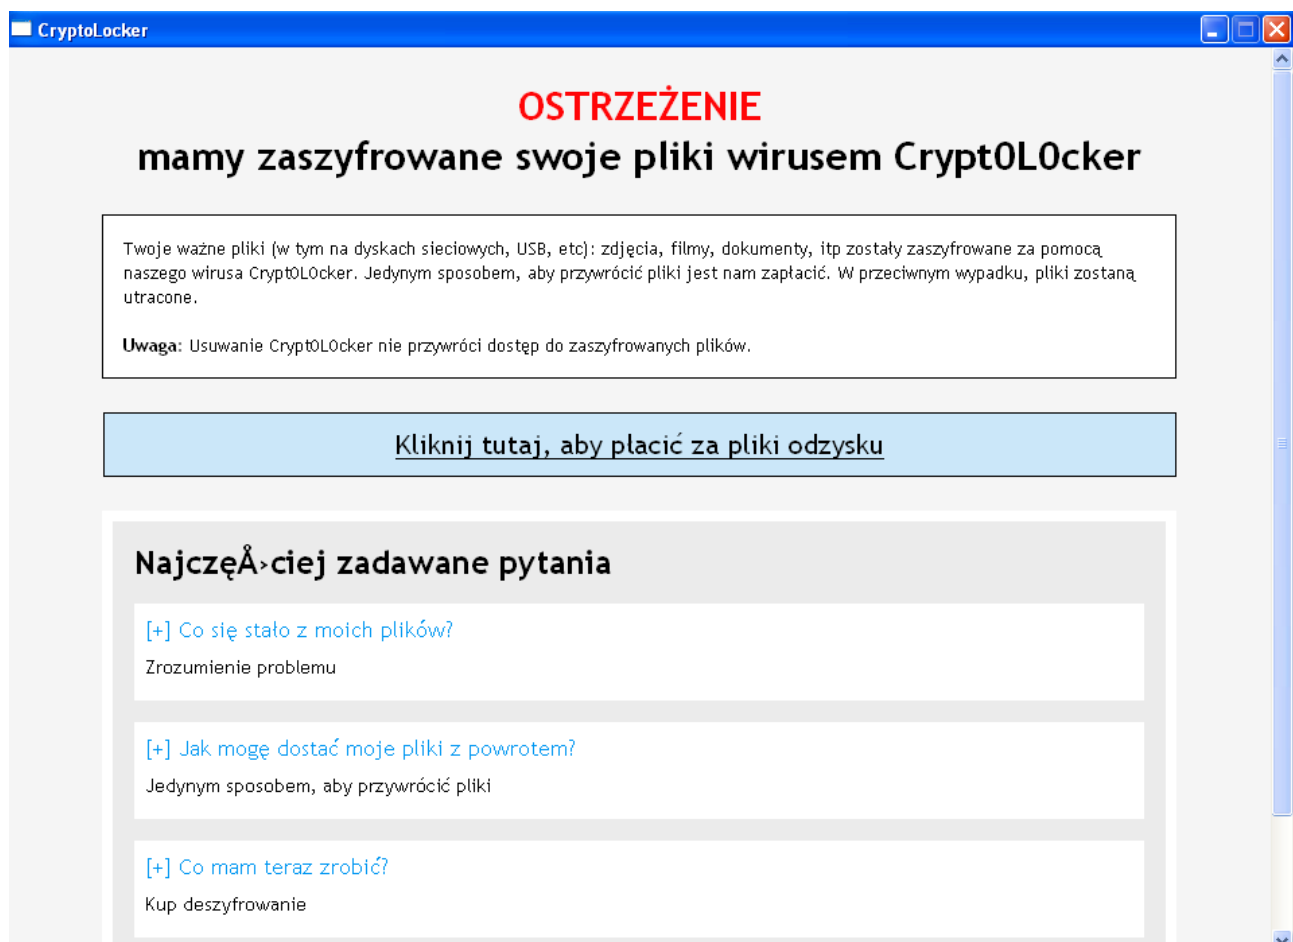 CryptoLocker
OSTRZEŻENIE
mamy zaszyfrowane swoje pliki wirusem Crypt0L0cker
Twoje ważne pliki (w tym na dyskach sieciowych, USB, etc): zdjęcia, filmy, dokumenty, itp zostały zaszyfrowane za pomocą
naszego wirusa Crypt0L0cker. Jedynym sposobem, aby przywrócić pliki jest nam zapłacić. W przeciwnym wypadku, pliki zostaną
utracone.
Uwaga: Usuwanie Crypt0L0cker nie przywróci dostęp do zaszyfrowanych plików.
Kliknij tutaj, aby płacić za pliki odzysku
NajczęÅ›ciej zadawane pytania
[+] Co się stało z moich plików?
Zrozumienie problemu
[+] Jak mogę dostać moje pliki z powrotem?
Jedynym sposobem, aby przywrócić pliki
[+] Co mam teraz zrobić?
Kup deszyfrowanie